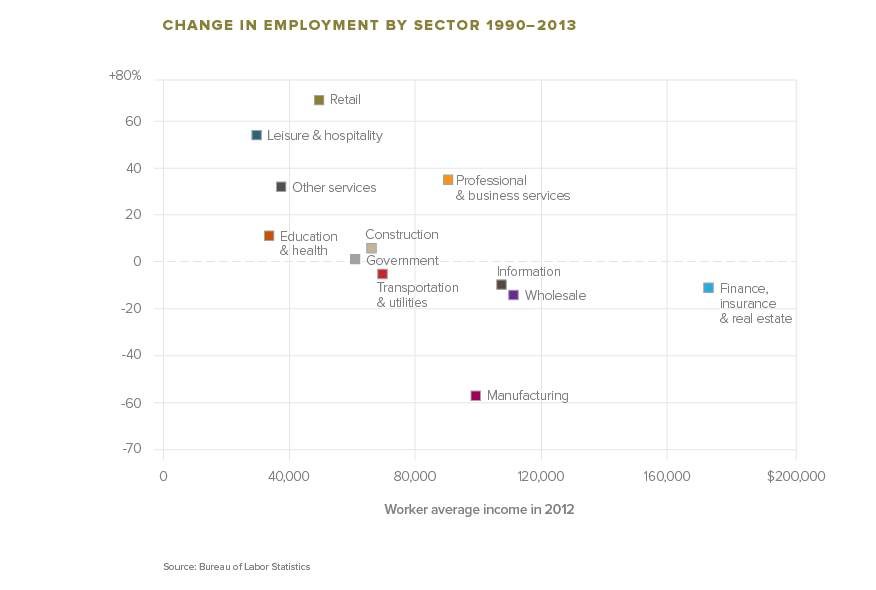 CHANGE IN EMPLOYMENT BY SECTOR 1990–2013
+80%
Retail
60
Leisure & hospitality
40
Professional
& business services
Other services
20
Construction
Education
& health
0
Government
Information
Transportation
& utilities
Wholesale
Finance,
insurance
& real estate
-20
-40
Manufacturing
-60
-70
0
40,000
80,000
120,000
160,000
$200,000
Worker average income in 2012
Source: Bureau of Labor Statistics